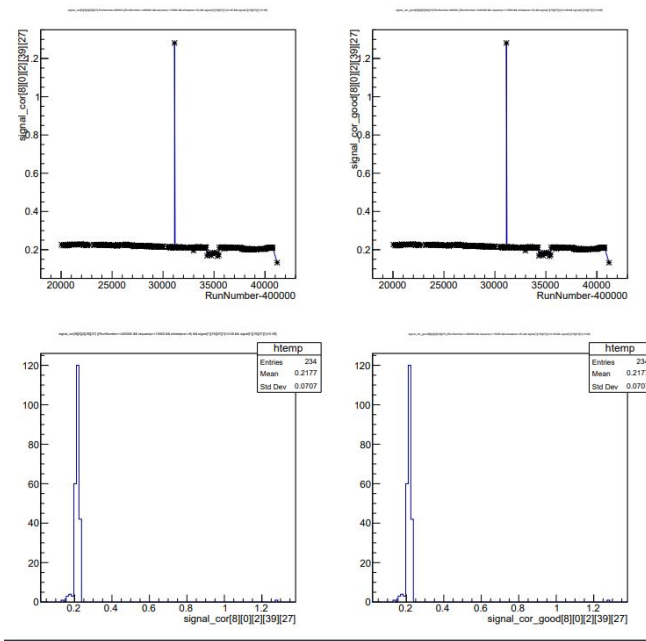 signal_cor[8][0][2][39][27]
1.2
1
0.8
0.6
0.4
0.2
20000 25000 30000 35000 40000
RunNumber-400000
signal_cor_good[8][0][2][39][27]
1.2
1
0.8
0.6
0.4
0.2
20000 25000 30000 35000 40000
RunNumber-400000
htemp
Entries 234
Mean 0.2177
Std Dev 0.0707
120
100
80
60
40
20
0
0.2 0.4 0.6 0.8 1 1.2
signal_cor[8][0][2][39][27]
htemp
Entries 234
Mean 0.2177
Std Dev 0.0707
120
100
80
60
40
20
0
0.2 0.4 0.6 0.8 1 1.2
signal_cor_good[8][0][2][39][27]